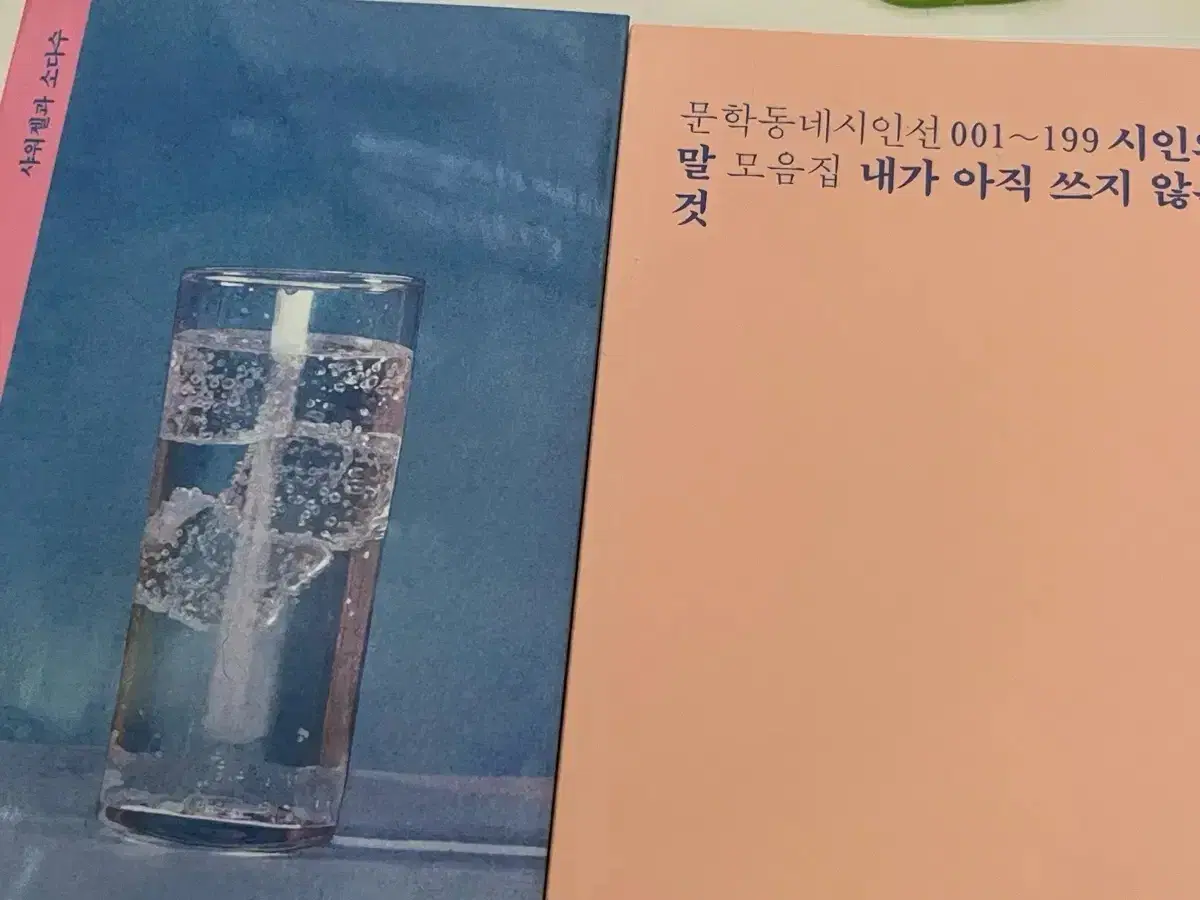 샤워젤과 소다수
문학동네시인선 001~199 시인의
말 모음집 내가 아직 쓰지 않은
것